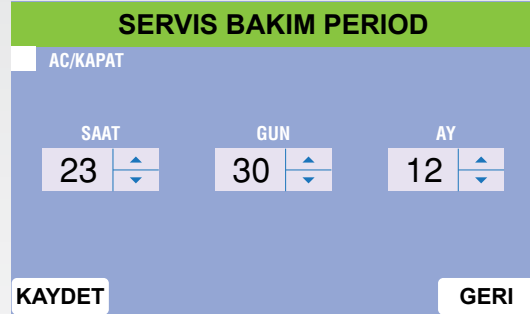 SERVIS BAKIM PERIOD
AC/KAPAT
SAAT GUN AY
23 30 12
KAYDET GERI